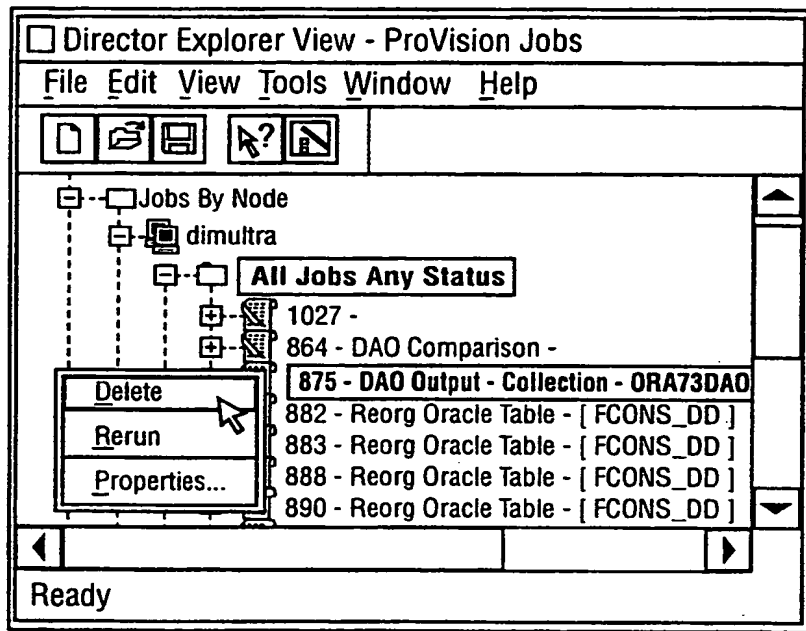 Director Explorer View - ProVision Jobs
File Edit View Tools Window Help
?
Jobs By Node
dimultra
All Jobs Any Status
1027 -
864 - DAO Comparison -
875 - DAO Output - Collection - ORA73DAO
Delete
882 - Reorg Oracle Table - [ FCONS_DD ]
Rerun
883 - Reorg Oracle Table - [ FCONS_DD ]
Properties...
888 - Reorg Oracle Table - [ FCONS_DD ]
890 - Reorg Oracle Table - [ FCONS_DD ]
Ready